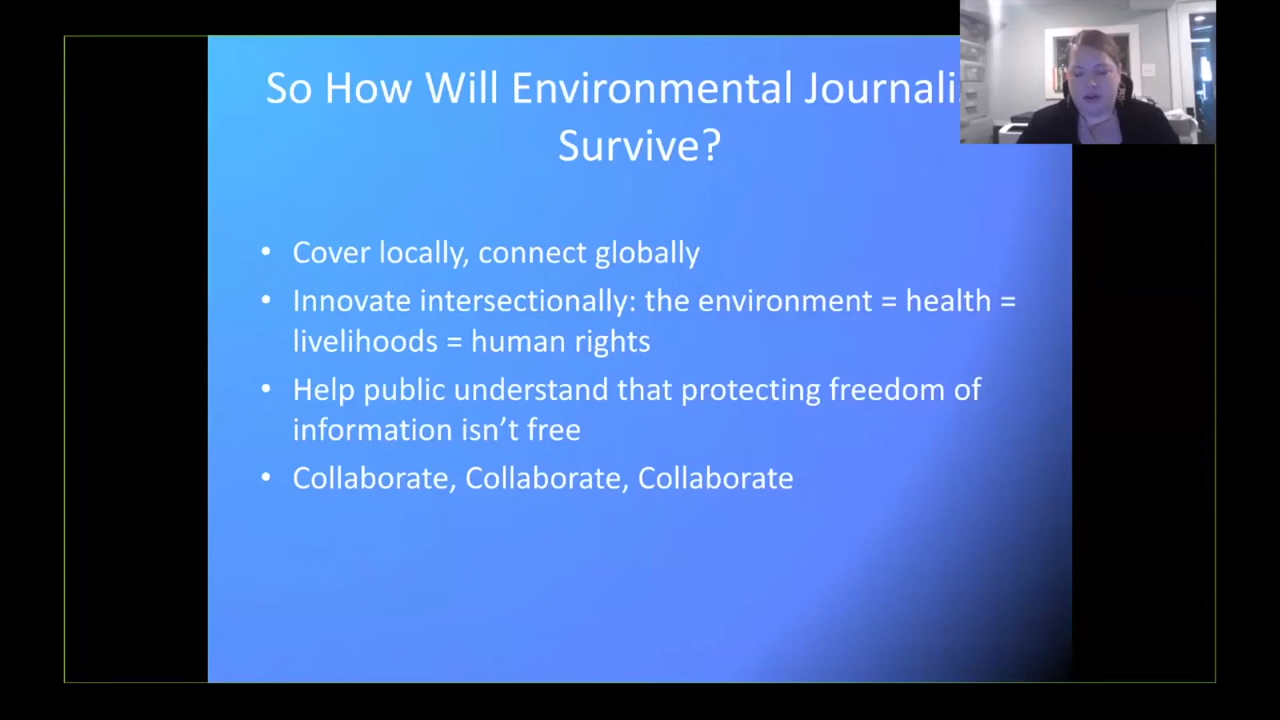 So How Will Environmental
Survive?
• Cover locally, connect globally
• Innovate intersectionally: the environment = health =
livelihoods = human rights
• Help public understand that protecting freedom of
information isn’t free
• Collaborate, Collaborate, Collaborate